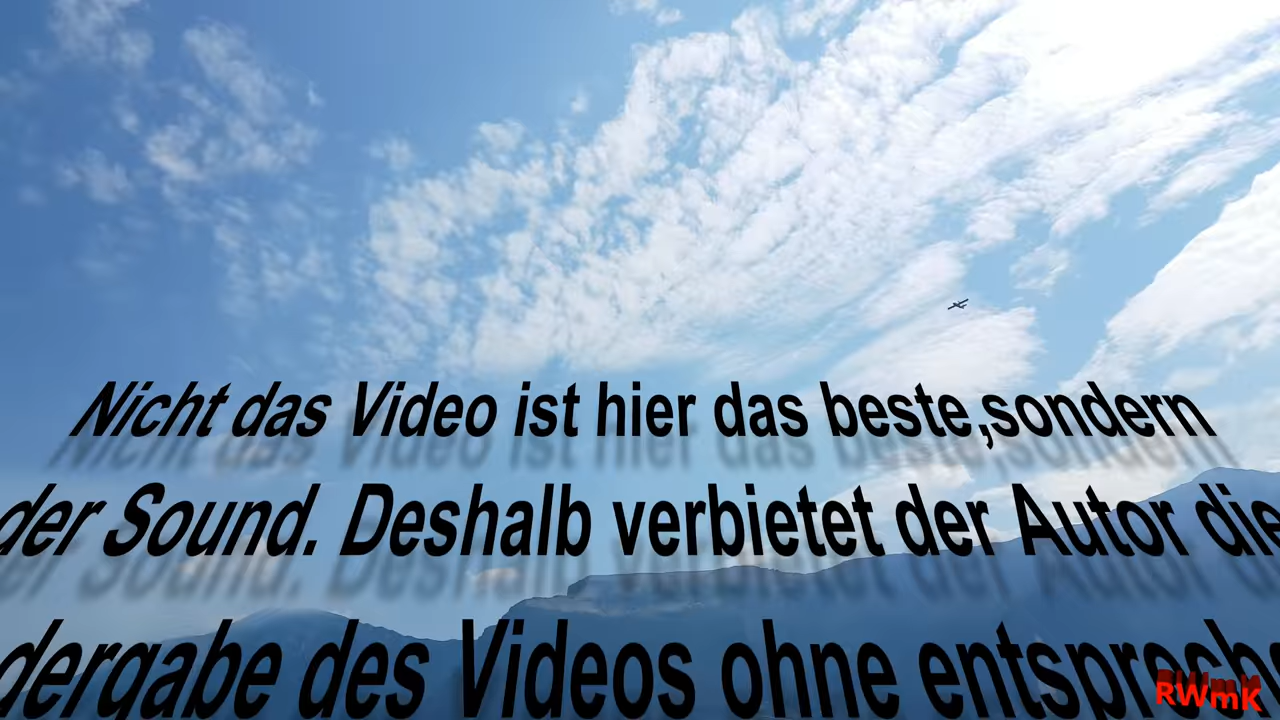 Nicht das Video ist hier das beste,sondern
der Sound. Deshalb verbietet der Autor die
dergabe des Videos ohne entspreche
RWmK